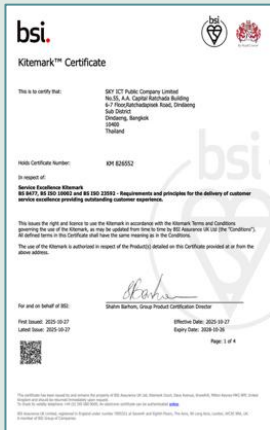 bsi.
Kitemark™ Certificate
This is to certify that:
SKY ICT Public Company Limited
No.55, A.A. Capital Ratchada Building
6-7 Floor,Ratchadapisek Road, Dindaeng
Sub District
Dindaeng, Bangkok
10400
Thailand
Holds Certificate Number:
KM 826552
In respect of:
Service Excellence Kitemark
BS 8477, BS ISO 10002 and BS ISO 23592 - Requirements and principles for the delivery of customer
service excellence providing outstanding customer experience.
This issues the right and licence to use the Kitemark in accordance with the Kitemark Terms and Conditions
governing the use of the Kitemark, as may be updated from time to time by BSI Assurance UK Ltd (the "Conditions").
All defined terms in this Certificate shall have the same meaning as in the Conditions.
The use of the Kitemark is authorized in respect of the Product(s) detailed on this Certificate provided at or from the
above address.
For and on behalf of BSI:
Shahm Barhom, Group Product Certification Director
First Issued: 2025-10-27
Effective Date: 2025-10-27
Latest Issue: 2025-10-27
Expiry Date: 2028-10-26
Page: 1 of 4
bsi